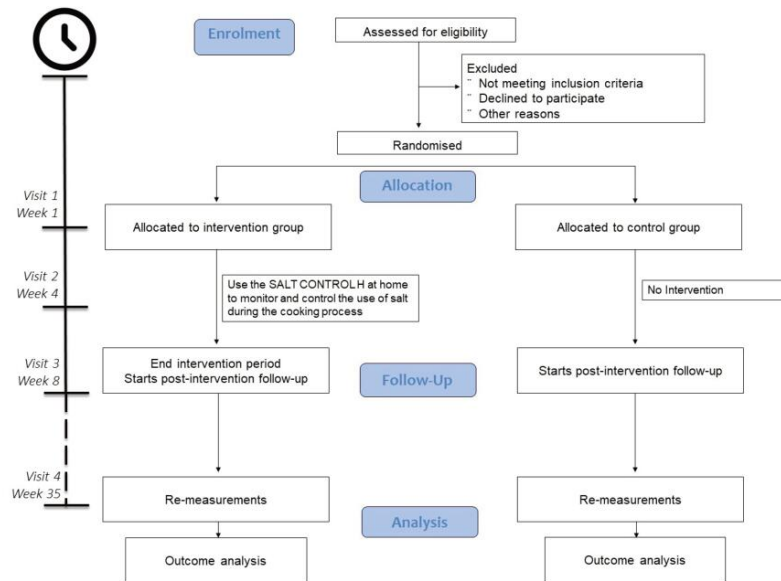 Enrolment
Assessed for eligibility
Excluded
¨ Not meeting inclusion criteria
¨ Declined to participate
¨ Other reasons
Randomised
Allocation
Visit 1
Week 1
Allocated to intervention group
Allocated to control group
Visit 2
Week 4
Use the SALT CONTROL H at home
to monitor and control the use of salt
during the cooking process
No Intervention
Visit 3
Week 8
End intervention period
Starts post-intervention follow-up
Follow-Up
Starts post-intervention follow-up
Visit 4
Week 35
Re-measurements
Re-measurements
Analysis
Outcome analysis
Outcome analysis